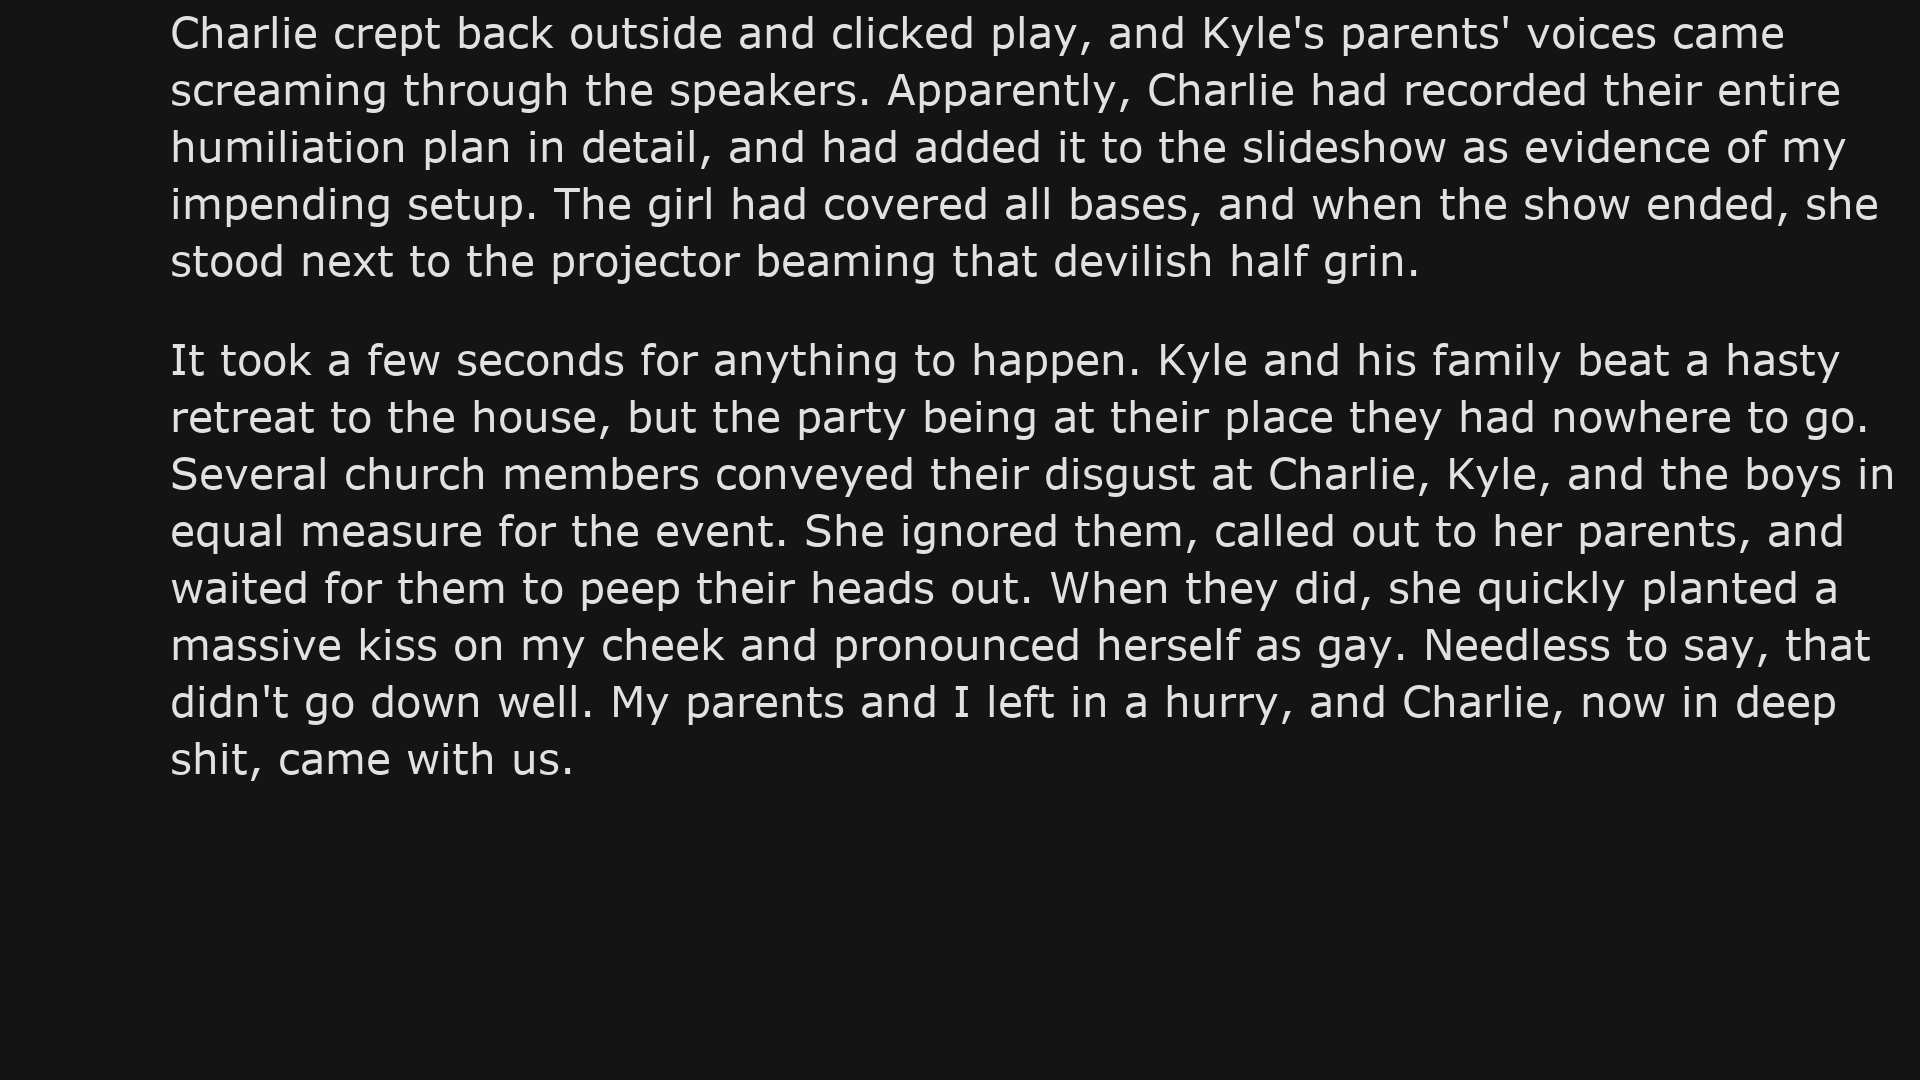 Charlie crept back outside and clicked play, and Kyle's parents' voices came
screaming through the speakers. Apparently, Charlie had recorded their entire
humiliation plan in detail, and had added it to the slideshow as evidence of my
impending setup. The girl had covered all bases, and when the show ended, she
stood next to the projector beaming that devilish half grin.
It took a few seconds for anything to happen. Kyle and his family beat a hasty
retreat to the house, but the party being at their place they had nowhere to go.
Several church members conveyed their disgust at Charlie, Kyle, and the boys in
equal measure for the event. She ignored them, called out to her parents, and
waited for them to peep their heads out. When they did, she quickly planted a
massive kiss on my cheek and pronounced herself as gay. Needless to say, that
didn't go down well. My parents and I left in a hurry, and Charlie, now in deep
shit, came with us.